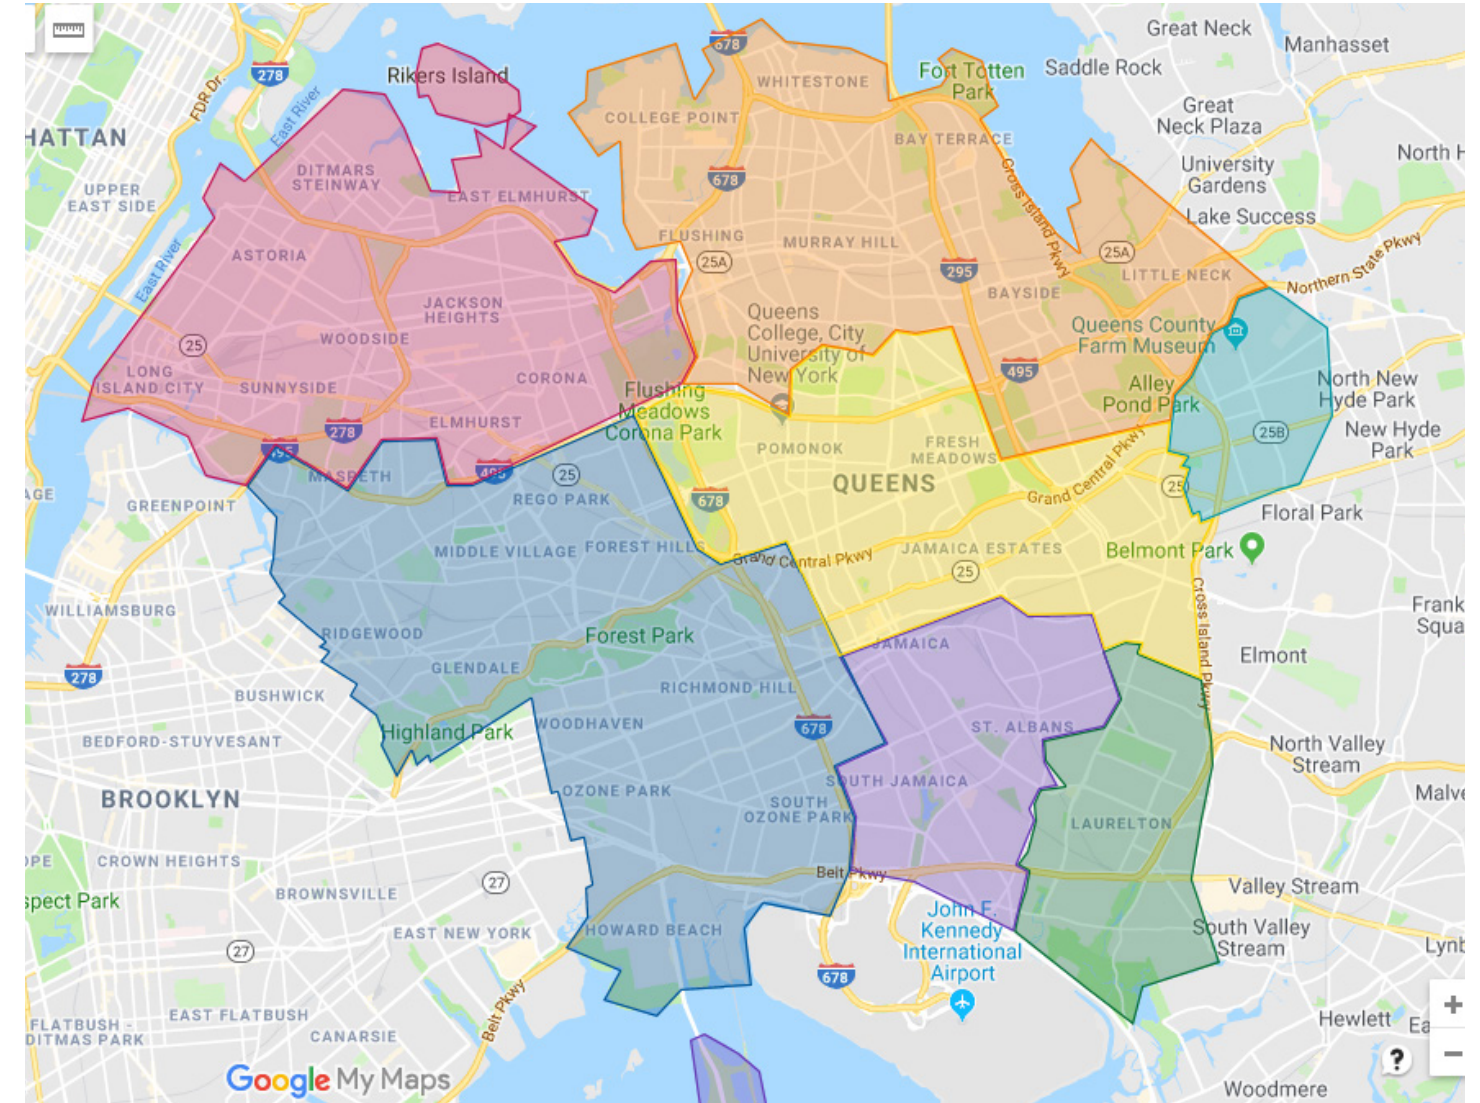 Great Neck
Manhasset
678
278
Rikers Island
Fort Totten
Park
Saddle Rock
WHITESTONE
FDR Dr.
East River
COLLEGE POINT
Great
Neck Plaza
HATTAN
BAY TERRACE
North H
DITMARS
STEINWAY
678
University
Gardens
UPPER
EAST SIDE
EAST ELMHURST
Cross Island Pkwy
Lake Success
FLUSHING
MURRAY HILL
25A
25A
ASTORIA
East River
295
LITTLE NECK
Northern State Pkwy
BAYSIDE
JACKSON
HEIGHTS
Queens
College, City
University of
New York
Queens County
Farm Museum
WOODSIDE
25
LONG
ISLAND CITY
SUNNYSIDE
CORONA
495
Alley
Pond Park
North New
Hyde Park
Flushing
Meadows
Corona Park
ELMHURST
278
25B
New Hyde
Park
495
POMONOK
FRESH
MEADOWS
Grand Central Pkwy
MASPETH
495
25
QUEENS
25
AGE
GREENPOINT
REGO PARK
678
Floral Park
MIDDLE VILLAGE
FOREST HILLS
Grand Central Pkwy
JAMAICA ESTATES
Belmont Park
25
WILLIAMSBURG
Cross Island Pkwy
Frank
Squa
RIDGEWOOD
Forest Park
JAMAICA
Elmont
278
GLENDALE
BUSHWICK
RICHMOND HILL
Highland Park
WOODHAVEN
678
ST. ALBANS
BEDFORD-STUYVESANT
North Valley
Stream
BROOKLYN
OZONE PARK
SOUTH JAMAICA
SOUTH
OZONE PARK
Malve
LAURELTON
OPE
CROWN HEIGHTS
BROWNSVILLE
27
Belt Pkwy
Valley Stream
spect Park
EAST NEW YORK
HOWARD BEACH
John F.
Kennedy
International
Airport
South Valley
Stream
Lynb
27
678
Belt Pkwy
FLATBUSH -
DITMAS PARK
EAST FLATBUSH
CANARSIE
Hewlett
Ea
+
?
−
Google My Maps
Woodmere